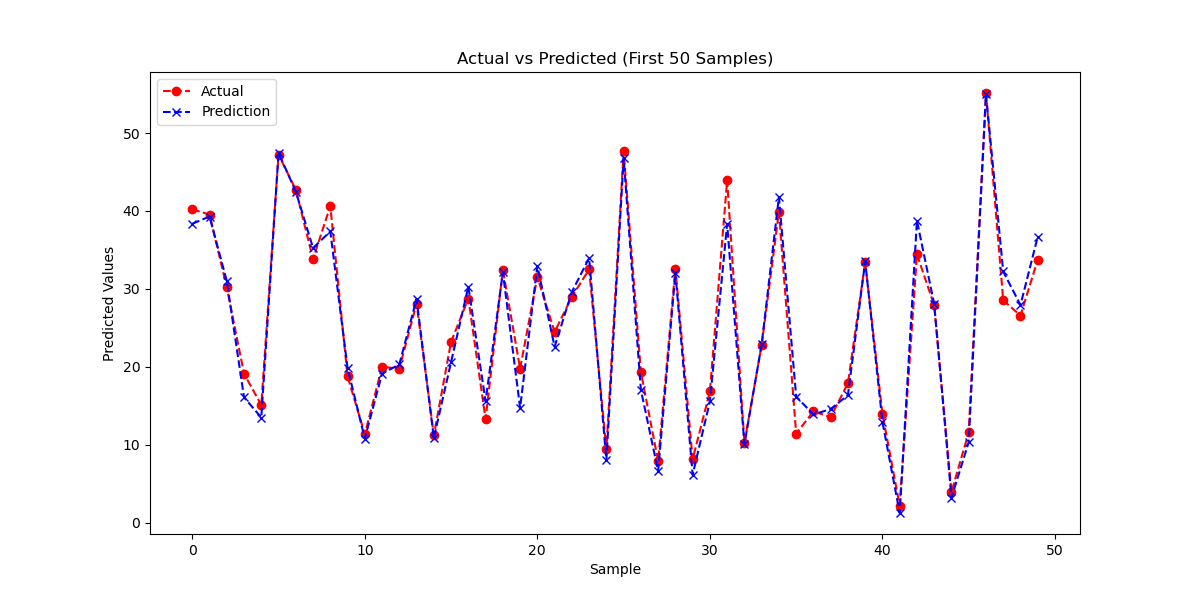 Actual vs Predicted (First 50 Samples)
Actual
Prediction
Predicted Values
50
40
30
20
10
0
0 10 20 30 40 50
Sample